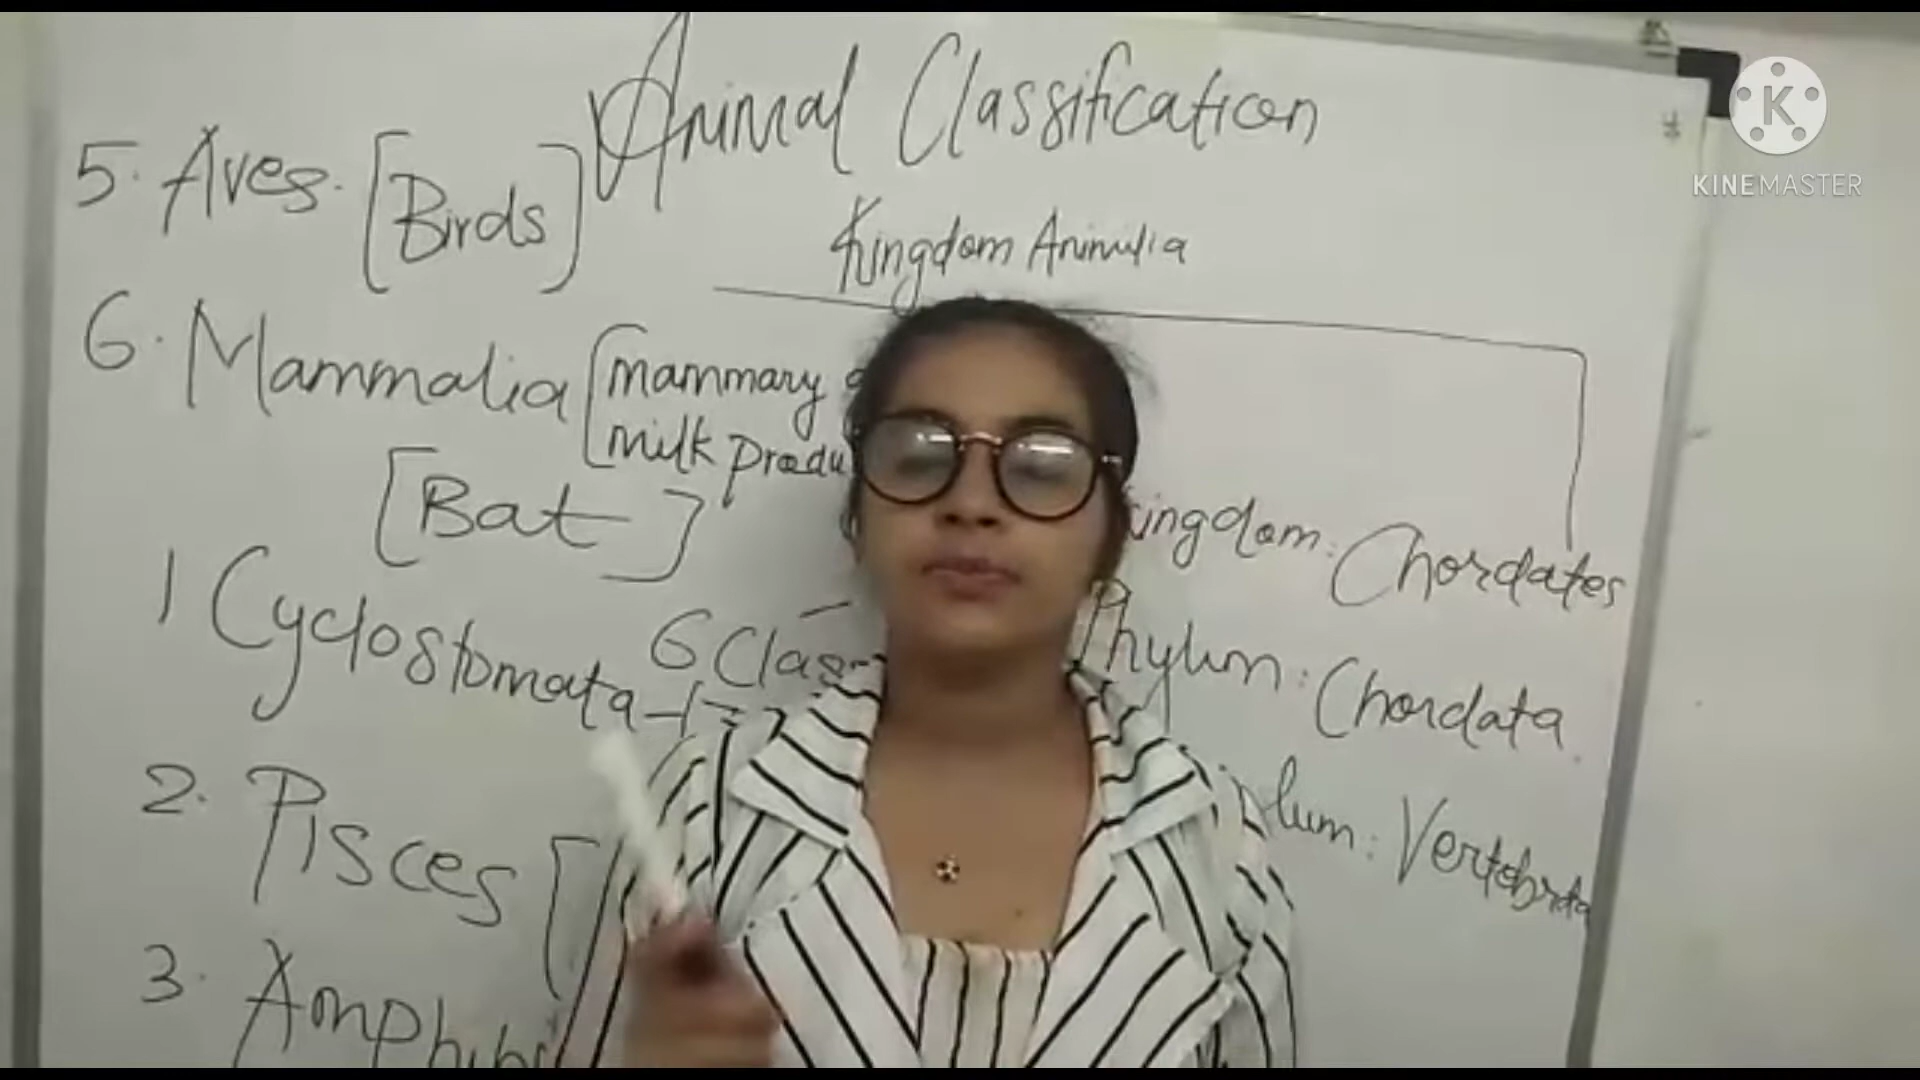 Animal Classification
Kingdom Animalia
5. Aves. [Birds]
6. Mammalia [mammary
milk produ
[Bat]
1 Cyclostomata
6 Clas
2. Pisces [
3. Amphibi
kingdom: Chordates
Phylum: Chordata
lum: Vertebrata
KINEMASTER